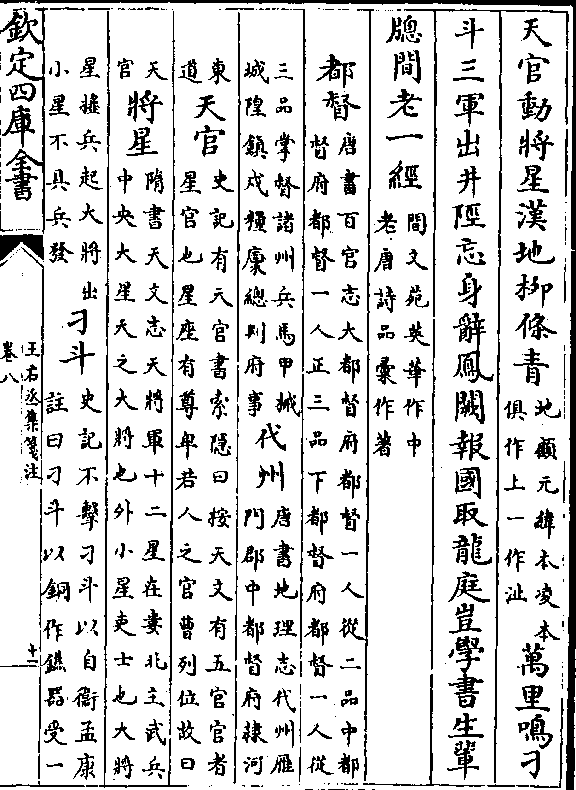 天官動將星漢地柳條青地顧元緯本凌本俱作上一作沚萬里鳴刁
斗三軍出井陘忘身辭鳳闕報國取龍庭豈學書生輩
牕間老一經間文苑英華作中老唐詩品彙作著
都督唐書百官志大都督府都督一人從二品中都督府都督一人正三品下都督府都督一人從
三品掌督諸州兵馬甲械城隍鎮戍糧廩總判府事代州唐書地理志代州雁門郡中都督府隸河
東道天官史記有天官書索隱曰按天文有五官官者星官也星座有尊卑若人之官曹列位故曰
天官將星隋書天文志天將軍十二星在婁北主武兵中央大星天之大將也外小星吏士也大將
星搖兵起大將出小星不具兵發刁斗史記不擊刁斗以自衛孟康註曰刁斗以銅作鐎器受一
欽定四庫全書
王右丞集箋注
卷八
十二